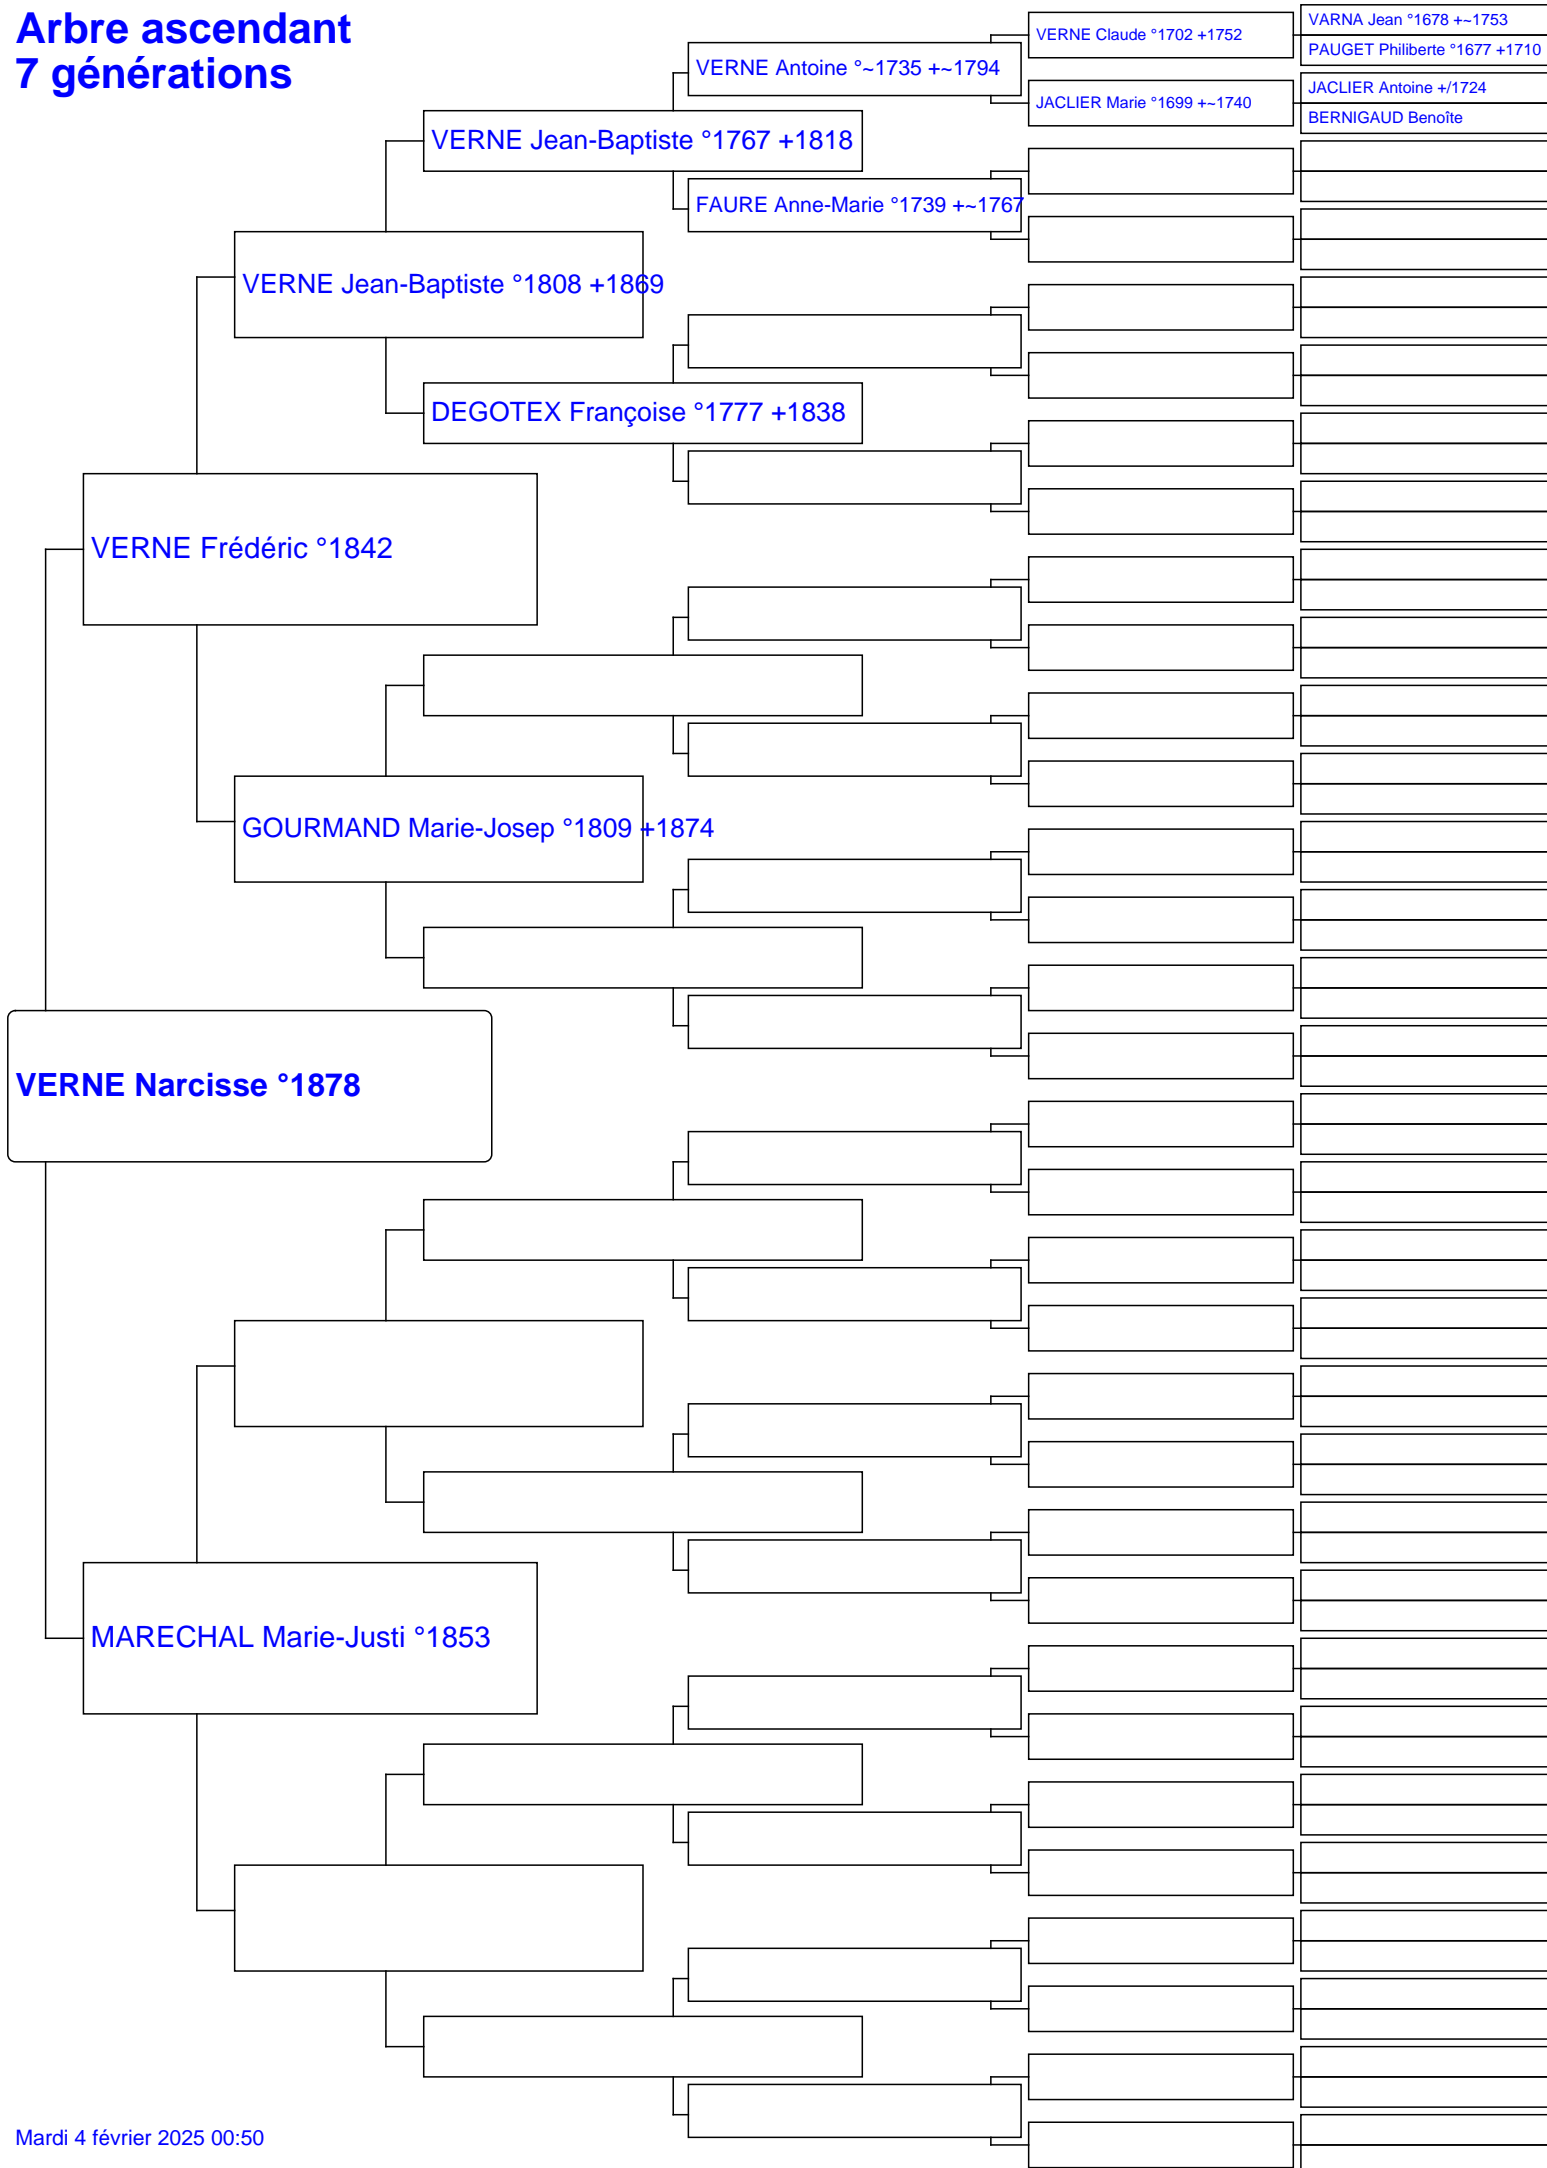 Arbre ascendant
7 générations
VERNE Claude °1702 +1752
VARNA Jean °1678 +~1753
PAUGET Philiberte °1677 +1710
VERNE Antoine °~1735 +~1794
JACLIER Marie °1699 +~1740
JACLIER Antoine +/1724
BERNIGAUD Benoîte
VERNE Jean-Baptiste °1767 +1818
FAURE Anne-Marie °1739 +~1767
VERNE Jean-Baptiste °1808 +1869
DEGOTEX Françoise °1777 +1838
VERNE Frédéric °1842
GOURMAND Marie-Josep °1809 +1874
VERNE Narcisse °1878
MARECHAL Marie-Justi °1853
Mardi 4 février 2025 00:50